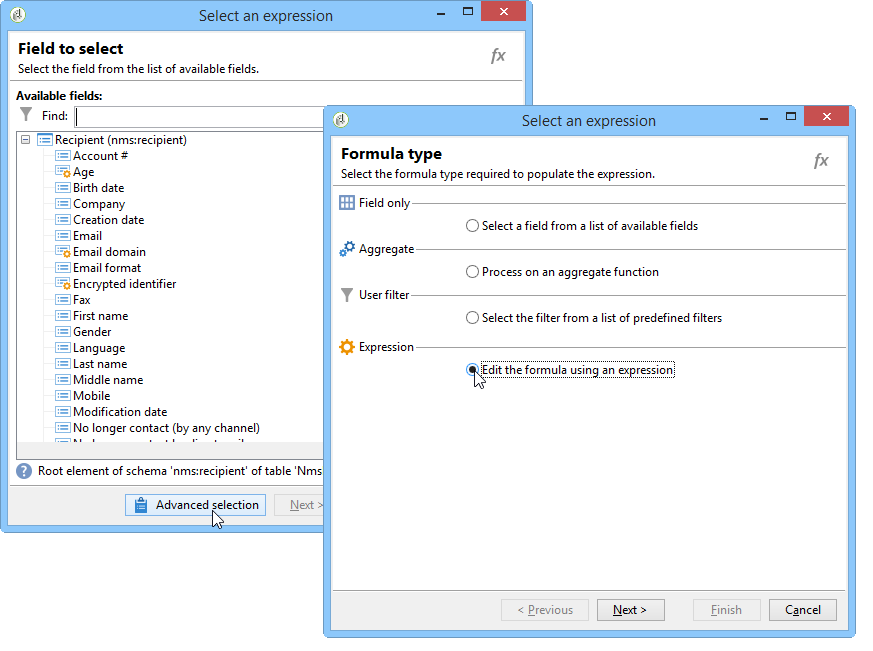 Select an expression
Field to select
Select the field from the list of available fields.
fx
Available fields:
Find:
Recipient (nms:recipient)
Account #
Age
Birth date
Company
Creation date
Email
Email domain
Email format
Encrypted identifier
Fax
First name
Gender
Language
Last name
Middle name
Mobile
Modification date
No longer contact (by any channel)
Root element of schema 'nms:recipient' of table 'Nms
Advanced selection
Next >
Select an expression
Formula type
Select the formula type required to populate the expression.
fx
Field only
Select a field from a list of available fields
Aggregate
Process on an aggregate function
User filter
Select the filter from a list of predefined filters
Expression
Edit the formula using an expression
< Previous
Next >
Finish
Cancel